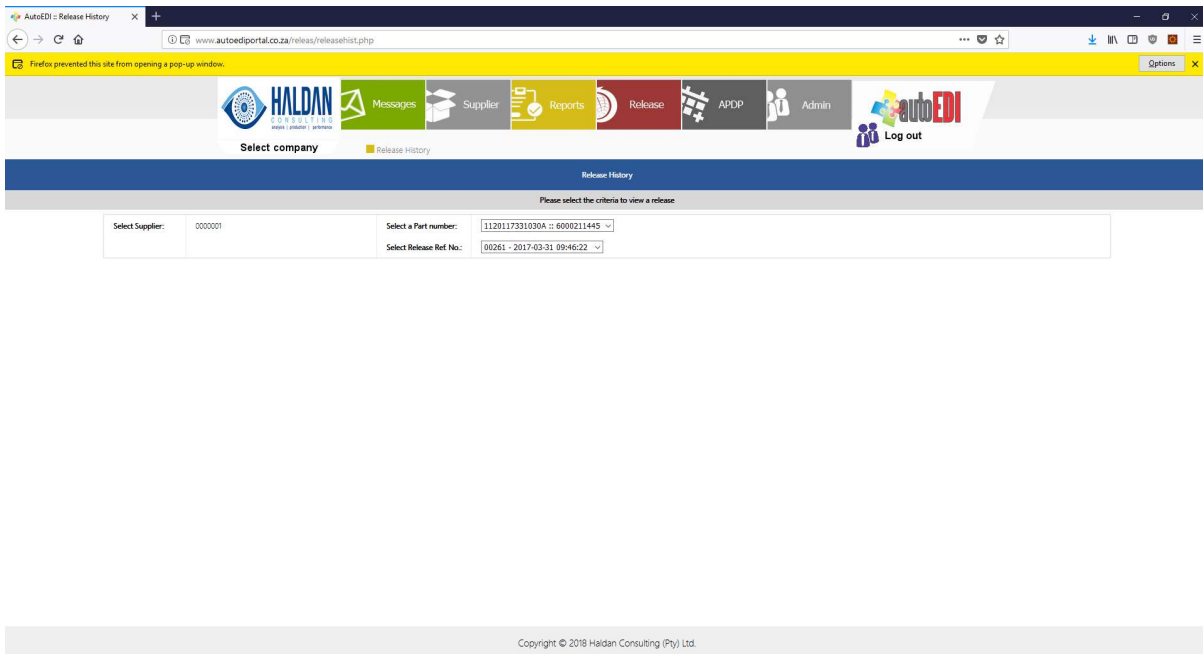 AutoEDI :: Release History
www.autoediportal.co.za/releas/releasehist.php
Firefox prevented this site from opening a pop-up window.
Options
HALDAN
CONSULTING
analysis | production | performance
Messages
Supplier
Reports
Release
APDP
Admin
autoEDI
Select company
Release History
Log out
Release History
Please select the criteria to view a release
Select Supplier: 0000001 Select a Part number: 1120117331030A :: 6000211445
Select Release Ref. No.: 00261 - 2017-03-31 09:46:22
Copyright © 2018 Haldan Consulting (Pty) Ltd.